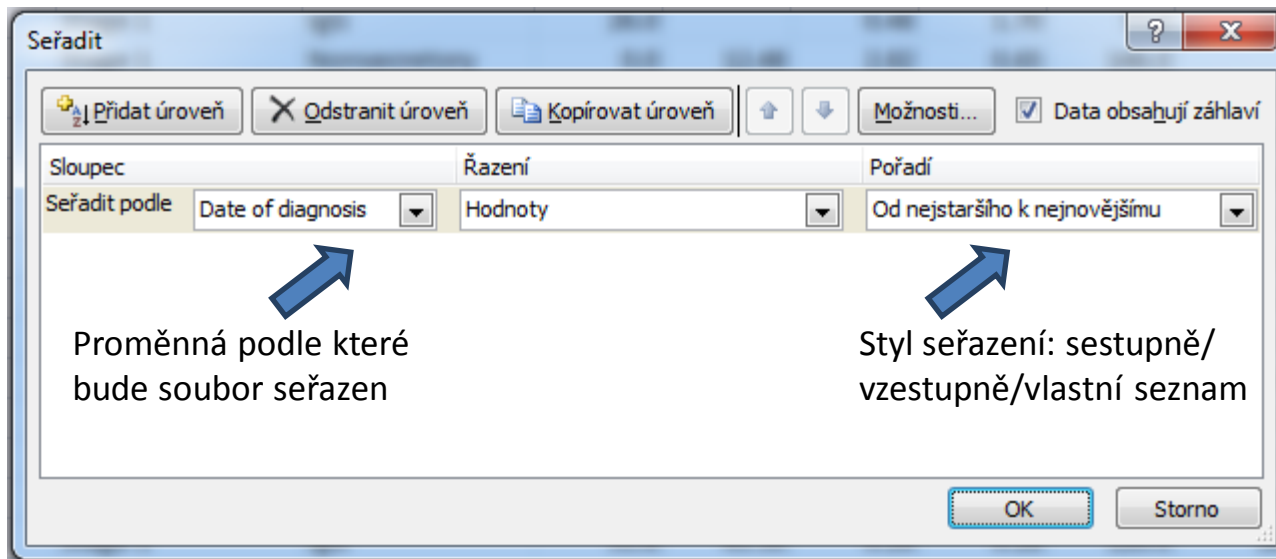 Seřadit
Přidat úroveň Odstranit úroveň Kopírovat úroveň Možnosti... Data obsahují záhlaví
Sloupec Řazení Pořadí
Seřadit podle Date of diagnosis Hodnoty Od nejstaršího k nejnovějšímu
Proměnná podle které
bude soubor seřazen
Styl seřazení: sestupně/
vzestupně/vlastní seznam
OK Storno